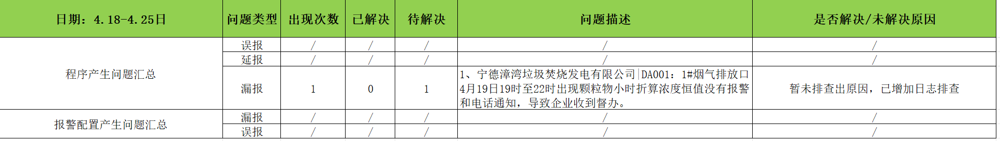 日期：4.18-4.25日 问题类型 出现次数 已解决 待解决 问题描述 是否解决/未解决原因
程序产生问题汇总
误报 / / / / /
延报 / / / / /
漏报 1 0 1
1、宁德漳湾垃圾焚烧发电有限公司|DA001：1#烟气排放口
4月19日19时至22时出现颗粒物小时折算浓度恒值没有报警
和电话通知，导致企业收到督办。
暂未排查出原因，已增加日志排查
报警配置产生问题汇总
漏报 / / / / /
误报 / / / / /